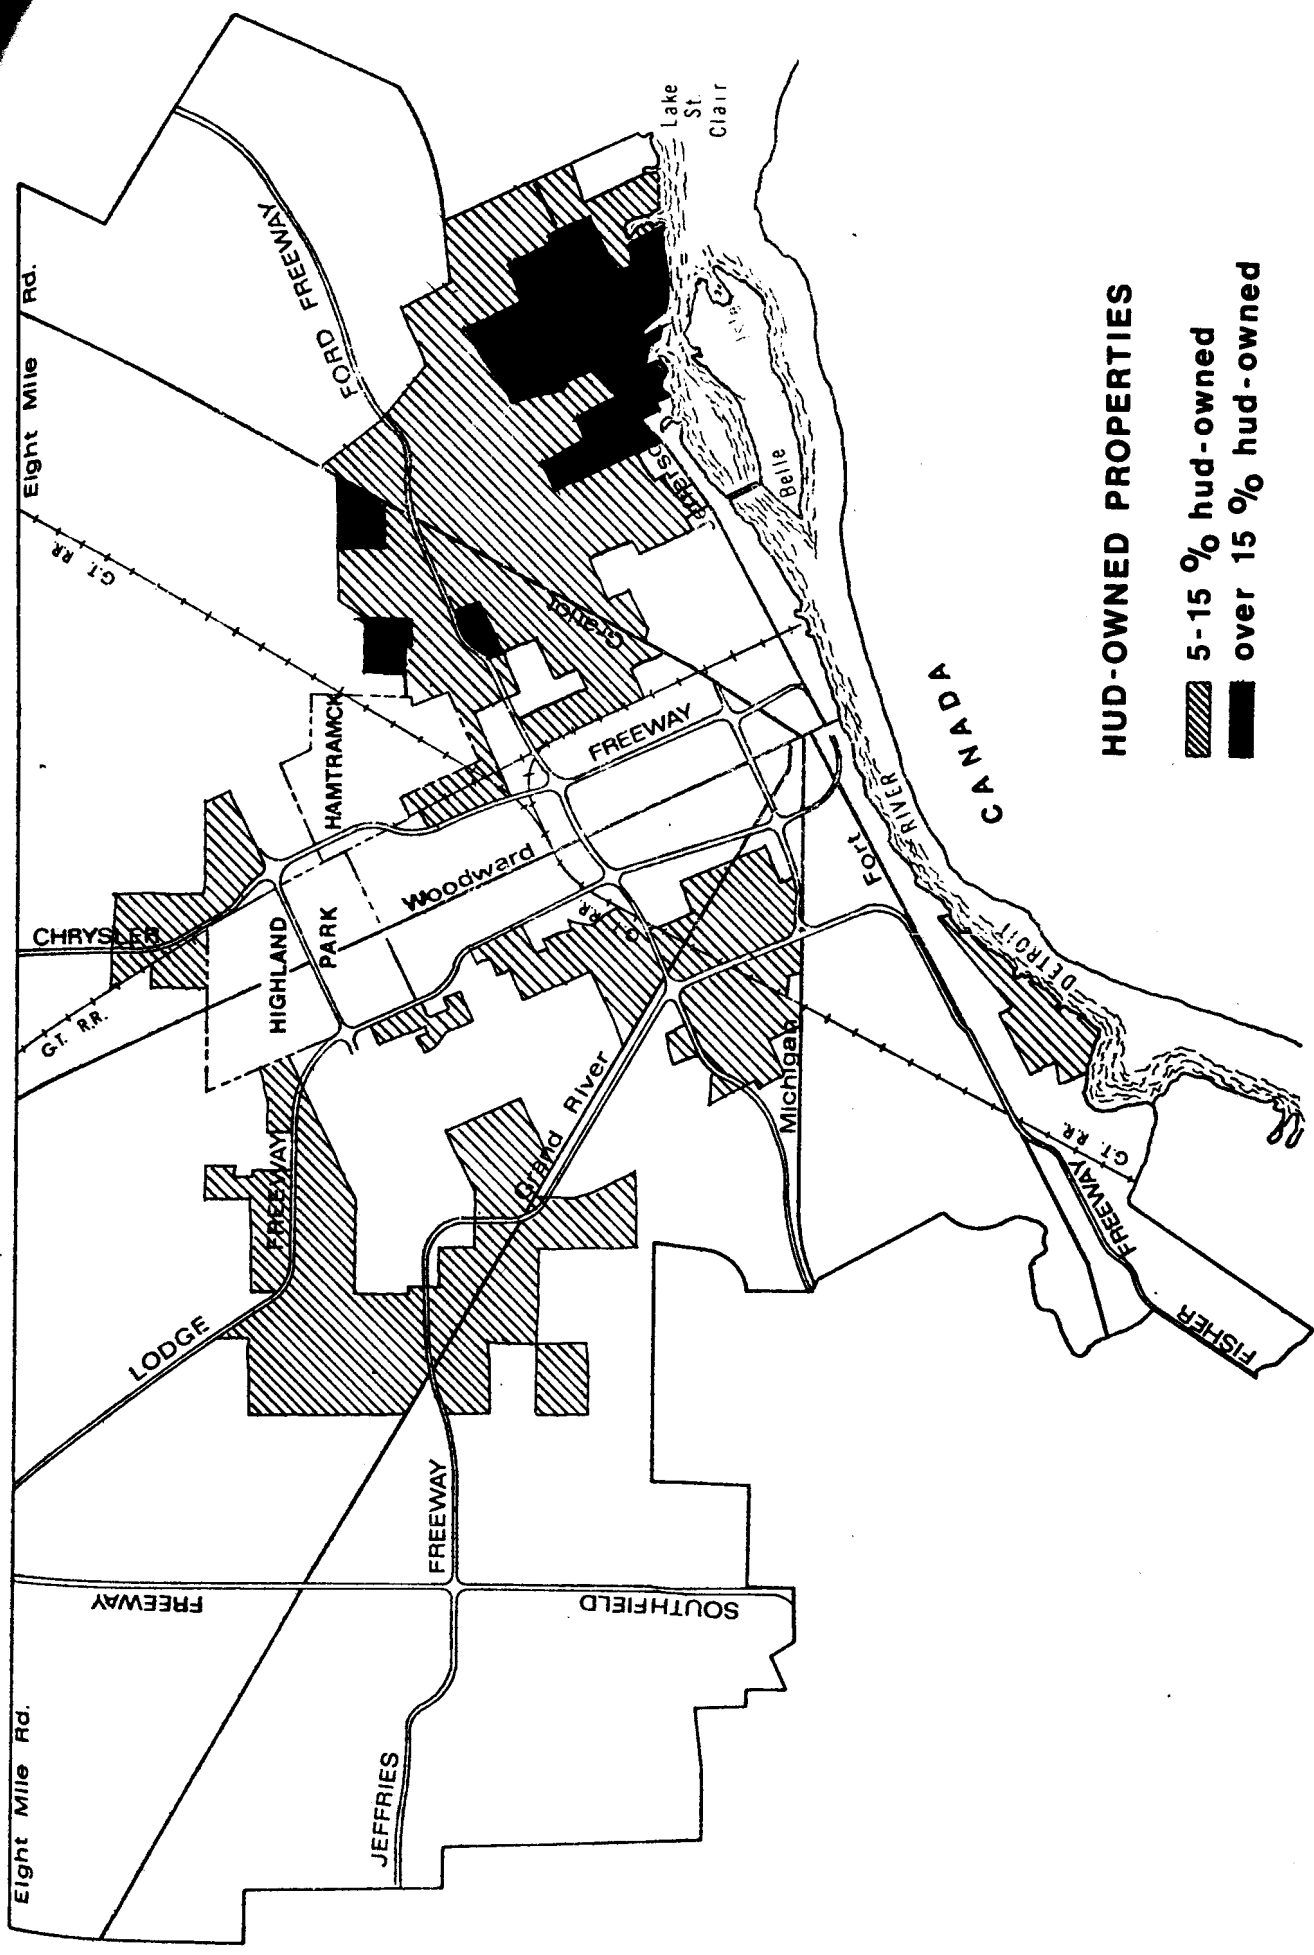 Eight Mile Rd.
Eight Mile Rd.
FREEWAY
SOUTHFIELD
JEFFRIES
FREEWAY
LODGE
FREEWAY
Grand River
G.T. R.R.
CHRYSLER
HIGHLAND
PARK
HAMTRAMCK
Woodward
G.T. R.R.
G.T. R.R.
FORD FREEWAY
Gratiot
FREEWAY
Michigan
Fort
G.T. R.R.
FREEWAY
FISHER
DETROIT
RIVER
CANADA
Belle
Lake
St.
Clair
HUD-OWNED PROPERTIES
5-15 % hud-owned
over 15 % hud-owned